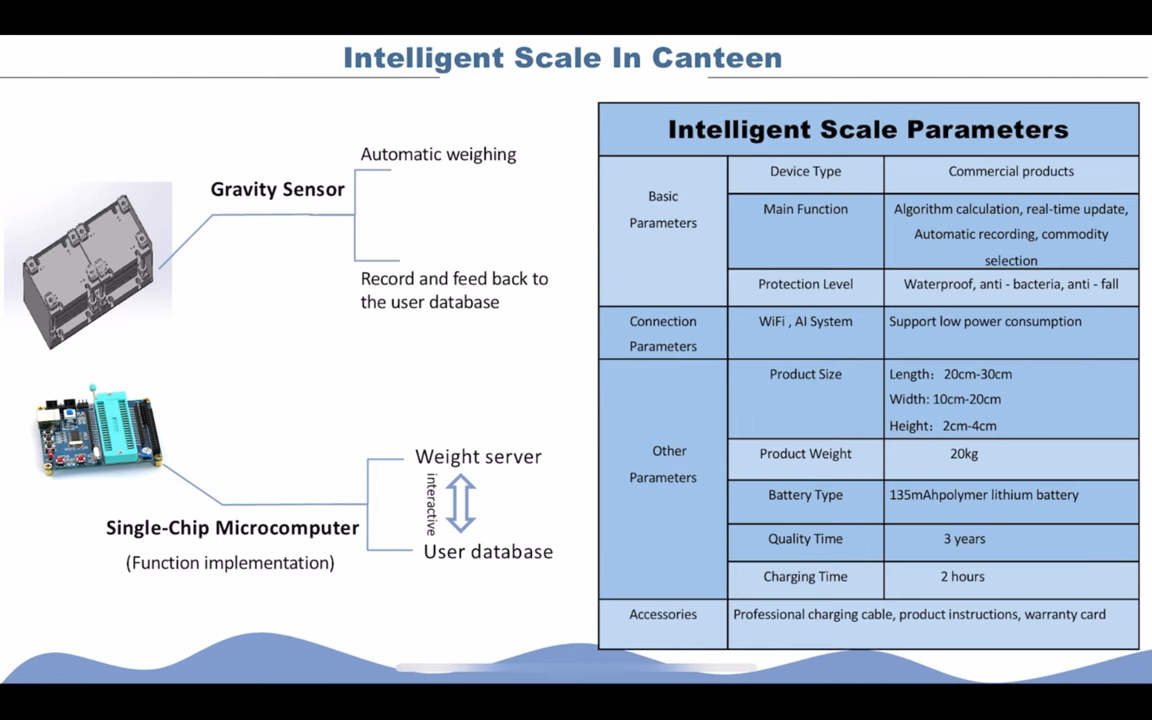 Intelligent Scale In Canteen
Automatic weighing
Gravity Sensor
Record and feed back to
the user database
Weight server
interactive
Single-Chip Microcomputer
(Function implementation)
User database
Intelligent Scale Parameters
Basic
Parameters
Device Type
Commercial products
Main Function
Algorithm calculation, real-time update,
Automatic recording, commodity
selection
Protection Level
Waterproof, anti - bacteria, anti - fall
Connection
Parameters
WiFi , AI System
Support low power consumption
Other
Parameters
Product Size
Length： 20cm-30cm
Width: 10cm-20cm
Height： 2cm-4cm
Product Weight
20kg
Battery Type
135mAhpolymer lithium battery
Quality Time
3 years
Charging Time
2 hours
Accessories
Professional charging cable, product instructions, warranty card